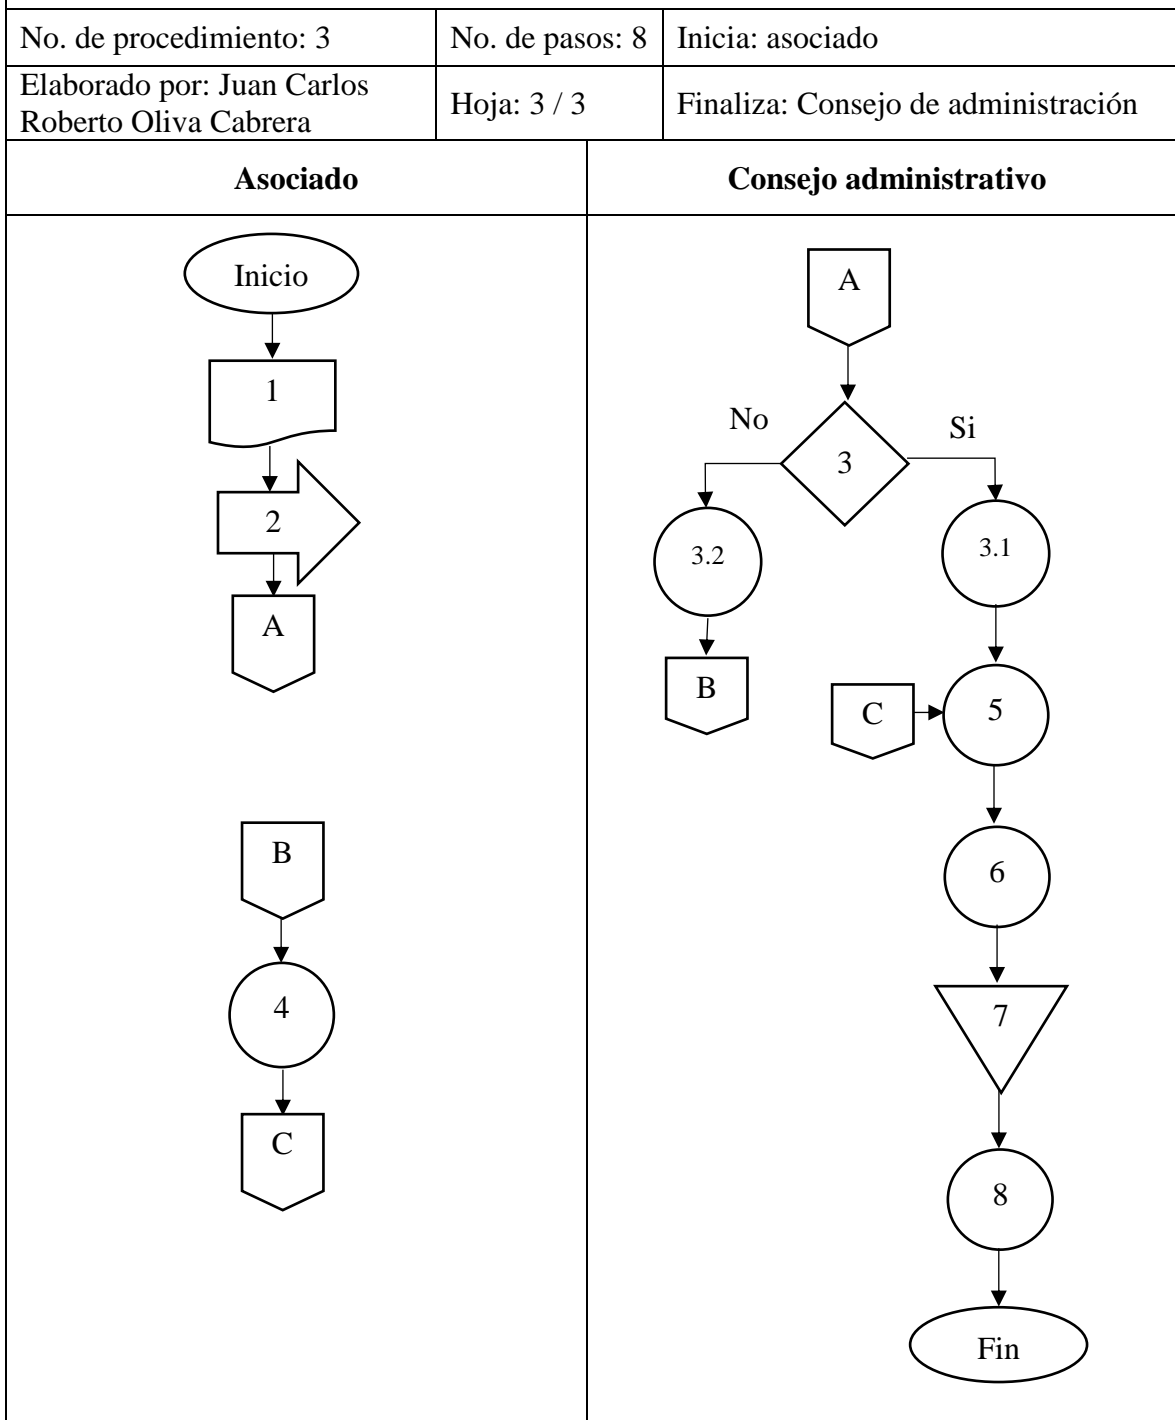 No. de procedimiento: 3
No. de pasos: 8
Inicia: asociado
Elaborado por: Juan Carlos
Roberto Oliva Cabrera
Hoja: 3 / 3
Finaliza: Consejo de administración
Asociado
Consejo administrativo
Inicio
1
2
A
B
4
C
A
No
Si
3
3.2
3.1
B
C
5
6
7
8
Fin